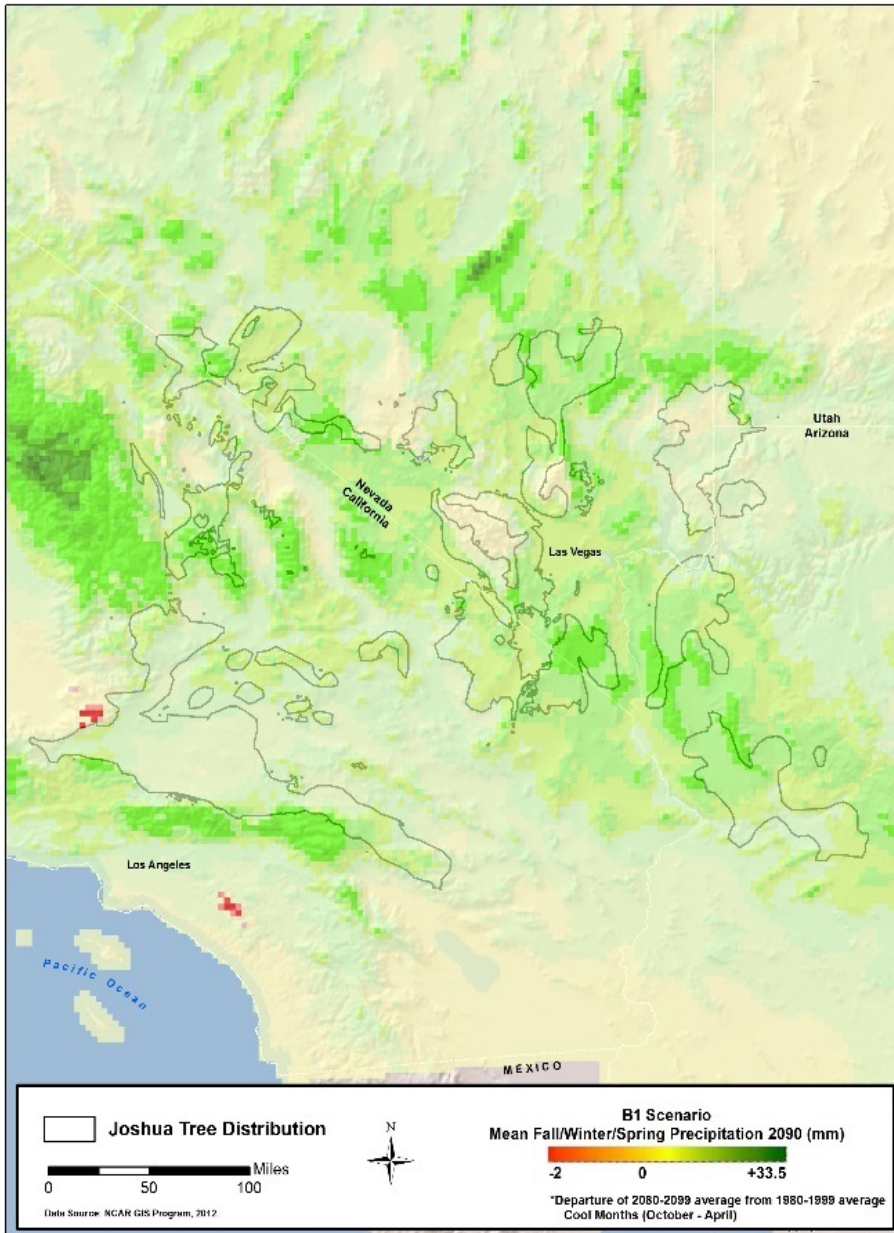 Utah
Arizona
Nevada
California
Las Vegas
Los Angeles
Pacific Ocean
MEXICO
Joshua Tree Distribution
N
Miles
0 50 100
Data Source: NCAR GIS Program, 2012.
B1 Scenario
Mean Fall/Winter/Spring Precipitation 2090 (mm)
-2 0 +33.5
*Departure of 2080-2099 average from 1980-1999 average
Cool Months (October - April)